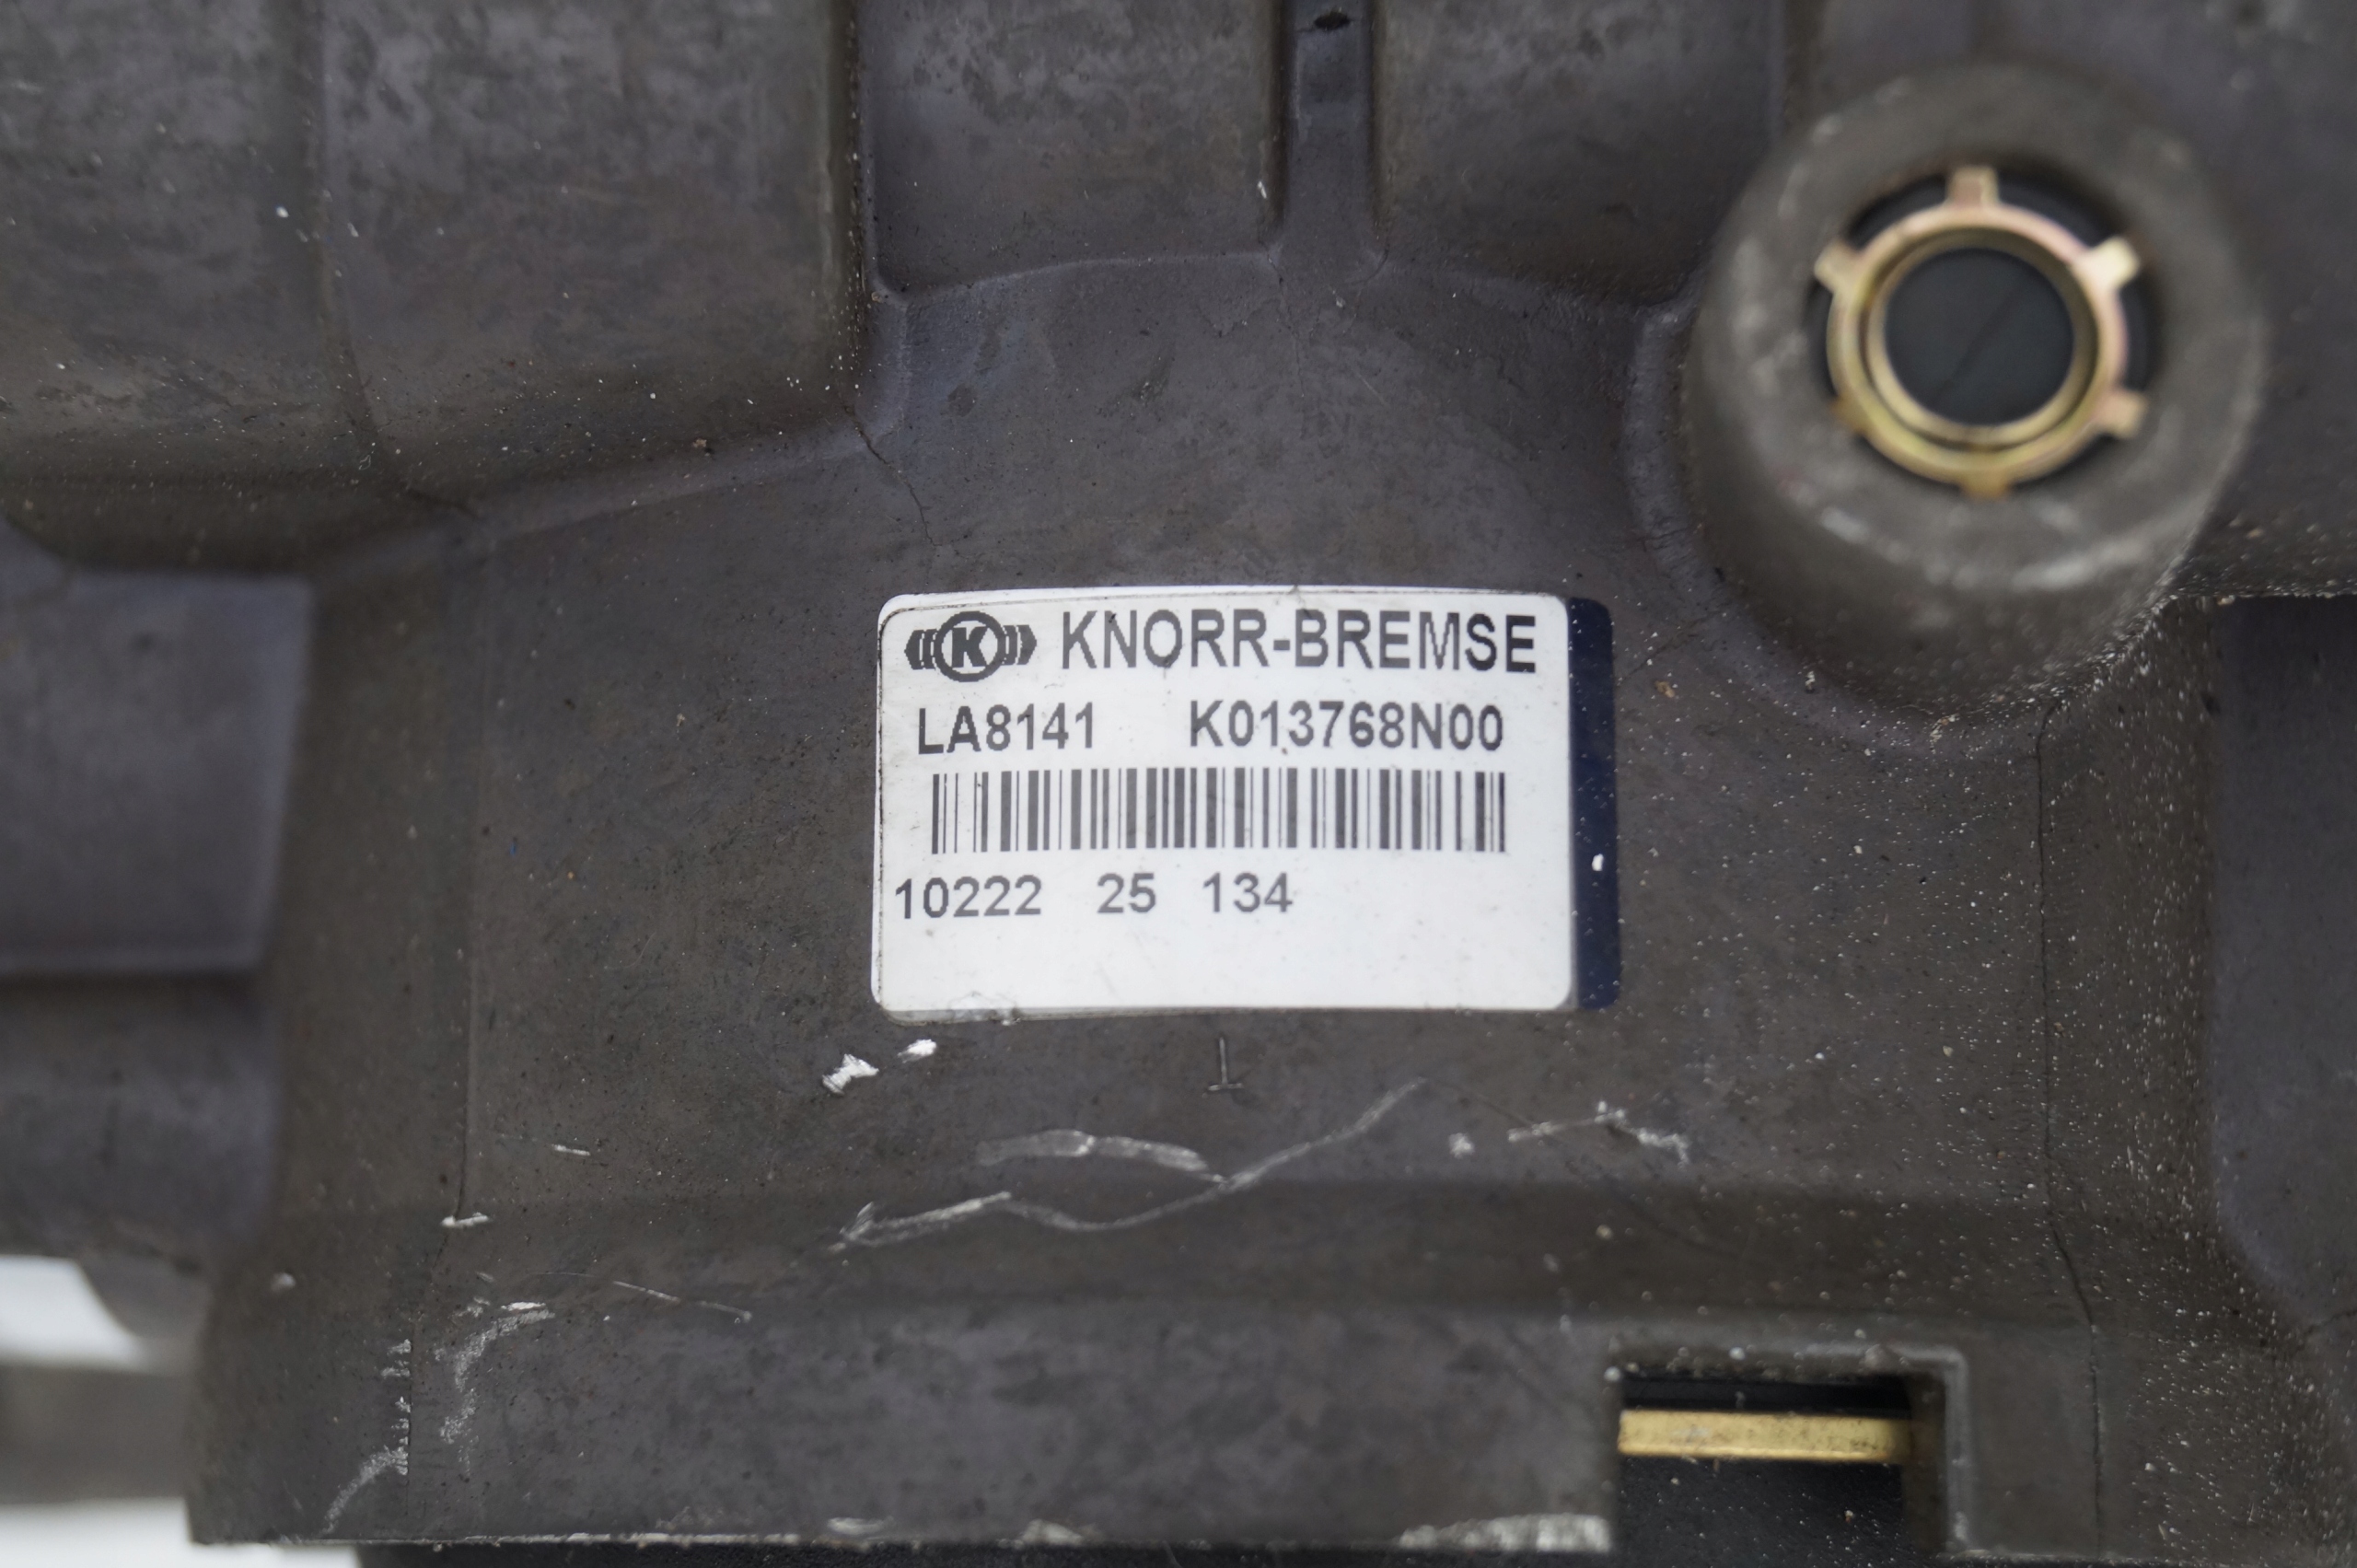 K KNORR-BREMSE
LA8141 K013768N00
10222 25 134